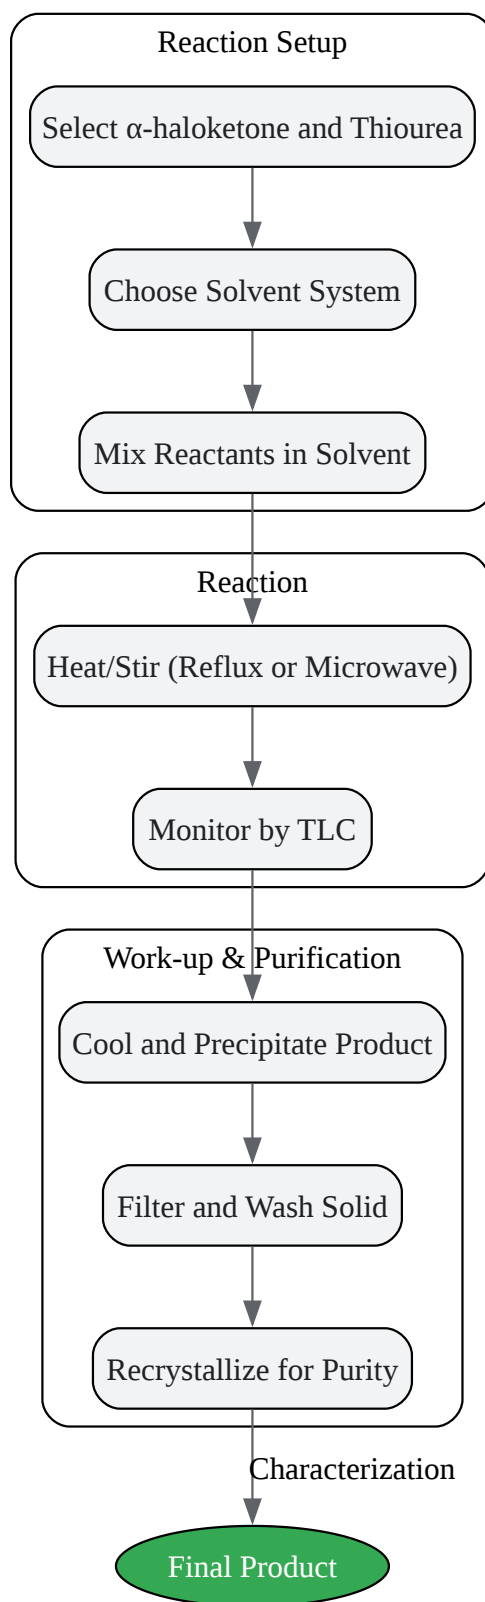 Reaction Setup
Select α-haloketone and Thiourea
Choose Solvent System
Mix Reactants in Solvent
Reaction
Heat/Stir (Reflux or Microwave)
Monitor by TLC
Work-up & Purification
Cool and Precipitate Product
Filter and Wash Solid
Recrystallize for Purity
Characterization
Final Product